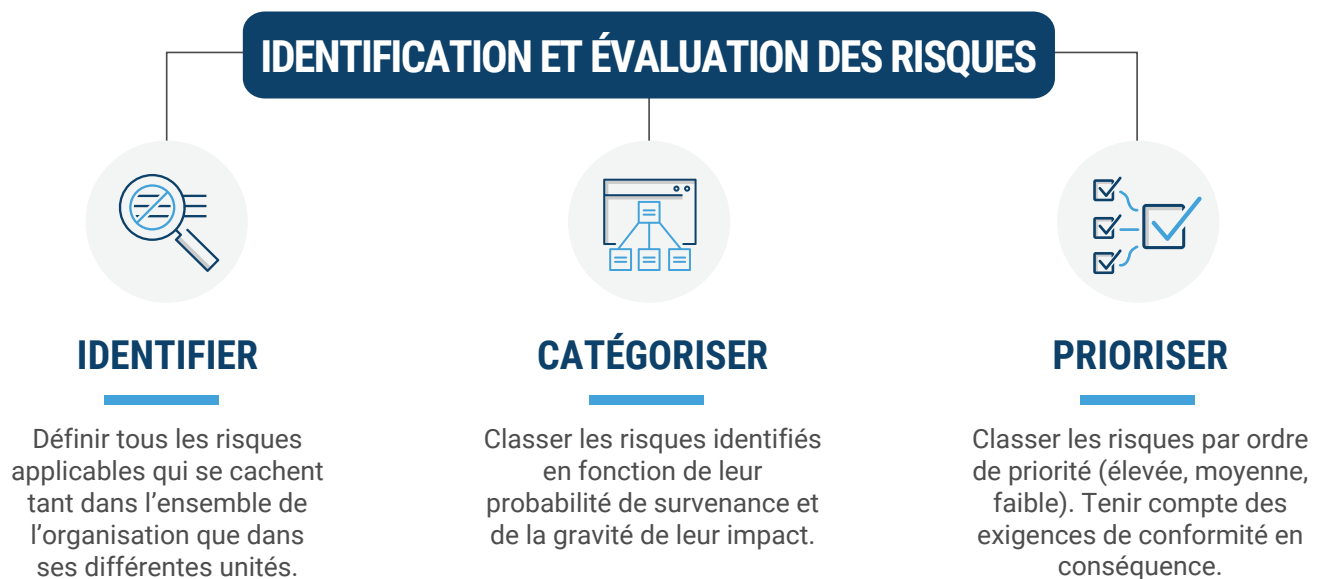 IDENTIFICATION ET ÉVALUATION DES RISQUES
IDENTIFIER
Définir tous les risques
applicables qui se cachent
tant dans l’ensemble de
l’organisation que dans
ses différentes unités.
CATÉGORISER
Classer les risques identifiés
en fonction de leur
probabilité de survenance et
de la gravité de leur impact.
PRIORISER
Classer les risques par ordre
de priorité (élevée, moyenne,
faible). Tenir compte des
exigences de conformité en
conséquence.